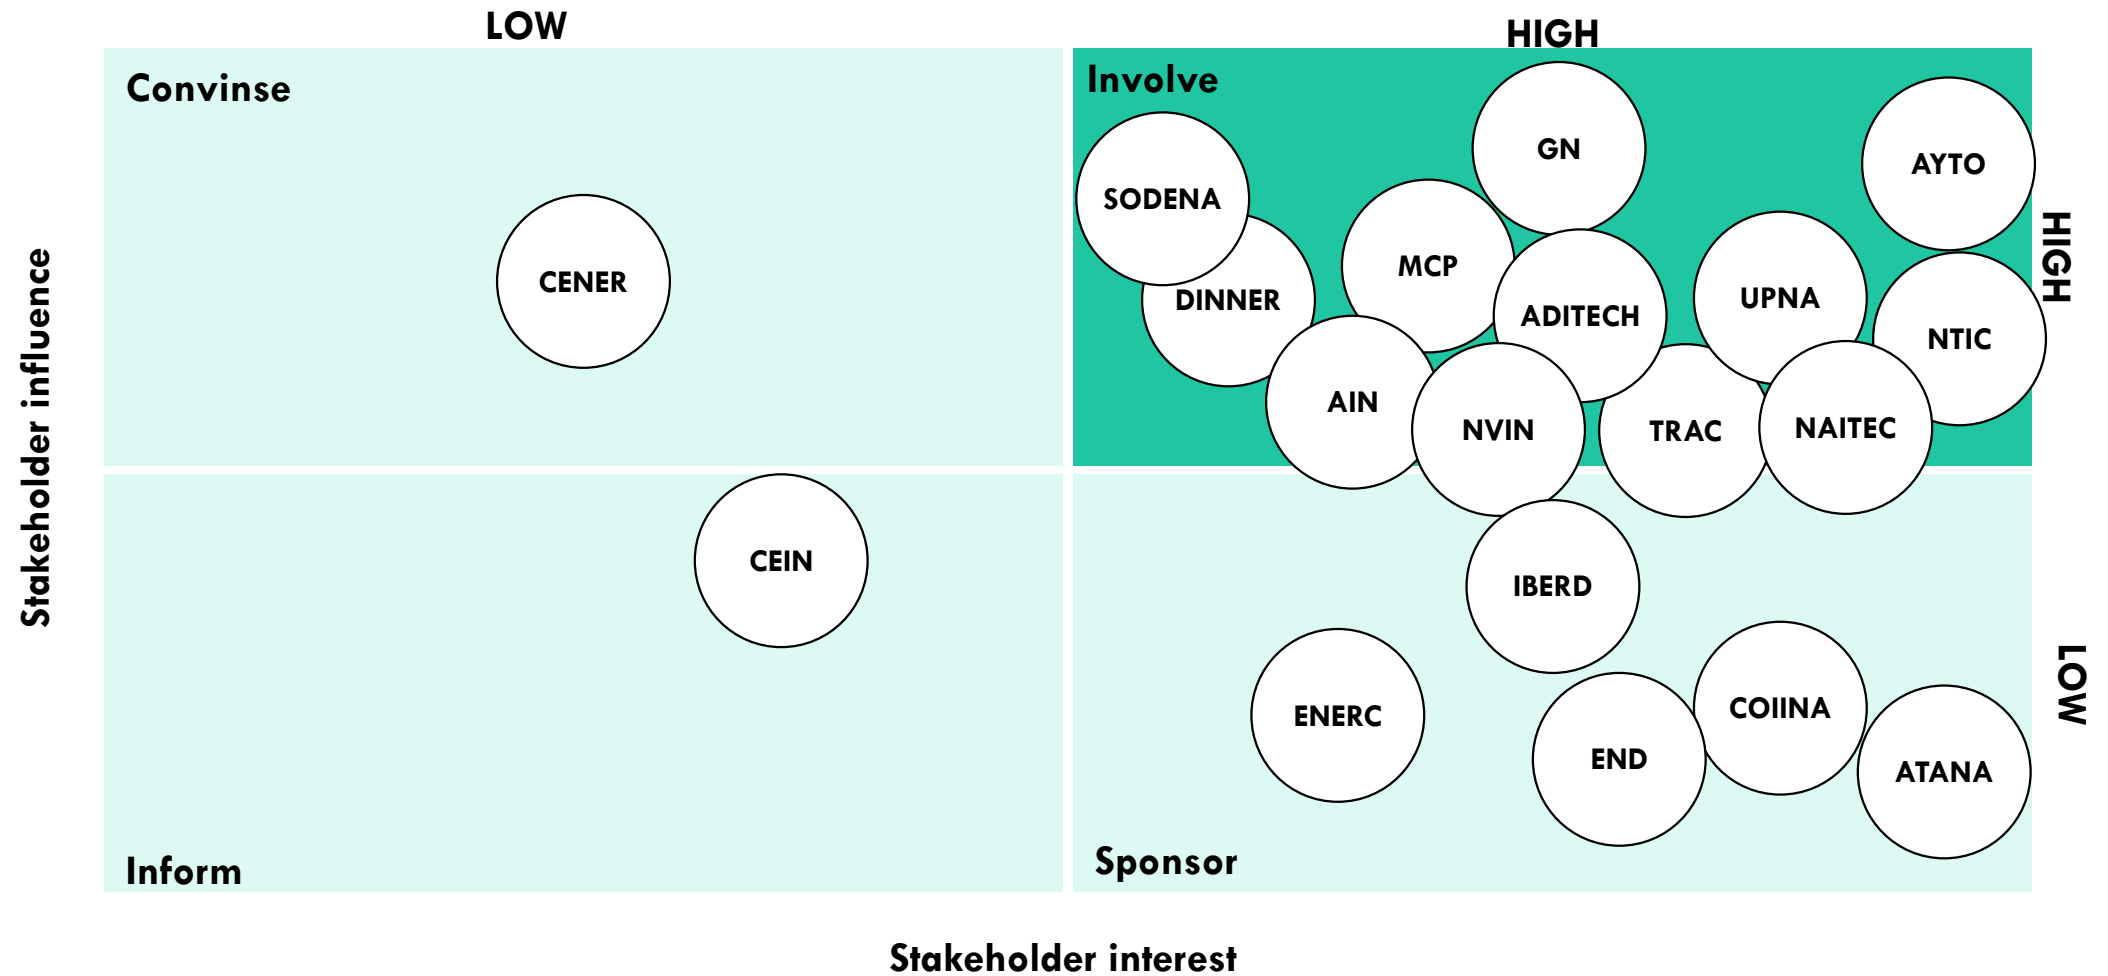 LOW
HIGH
Convinse
Involve
GN
AYTO
SODENA
MCP
CENER
DINNER
ADITECH
UPNA
NTIC
HIGH
AIN
NVIN
TRAC
NAITEC
Stakeholder influence
CEIN
IBERD
ENERC
END
COIINA
ATANA
LOW
Inform
Sponsor
Stakeholder interest